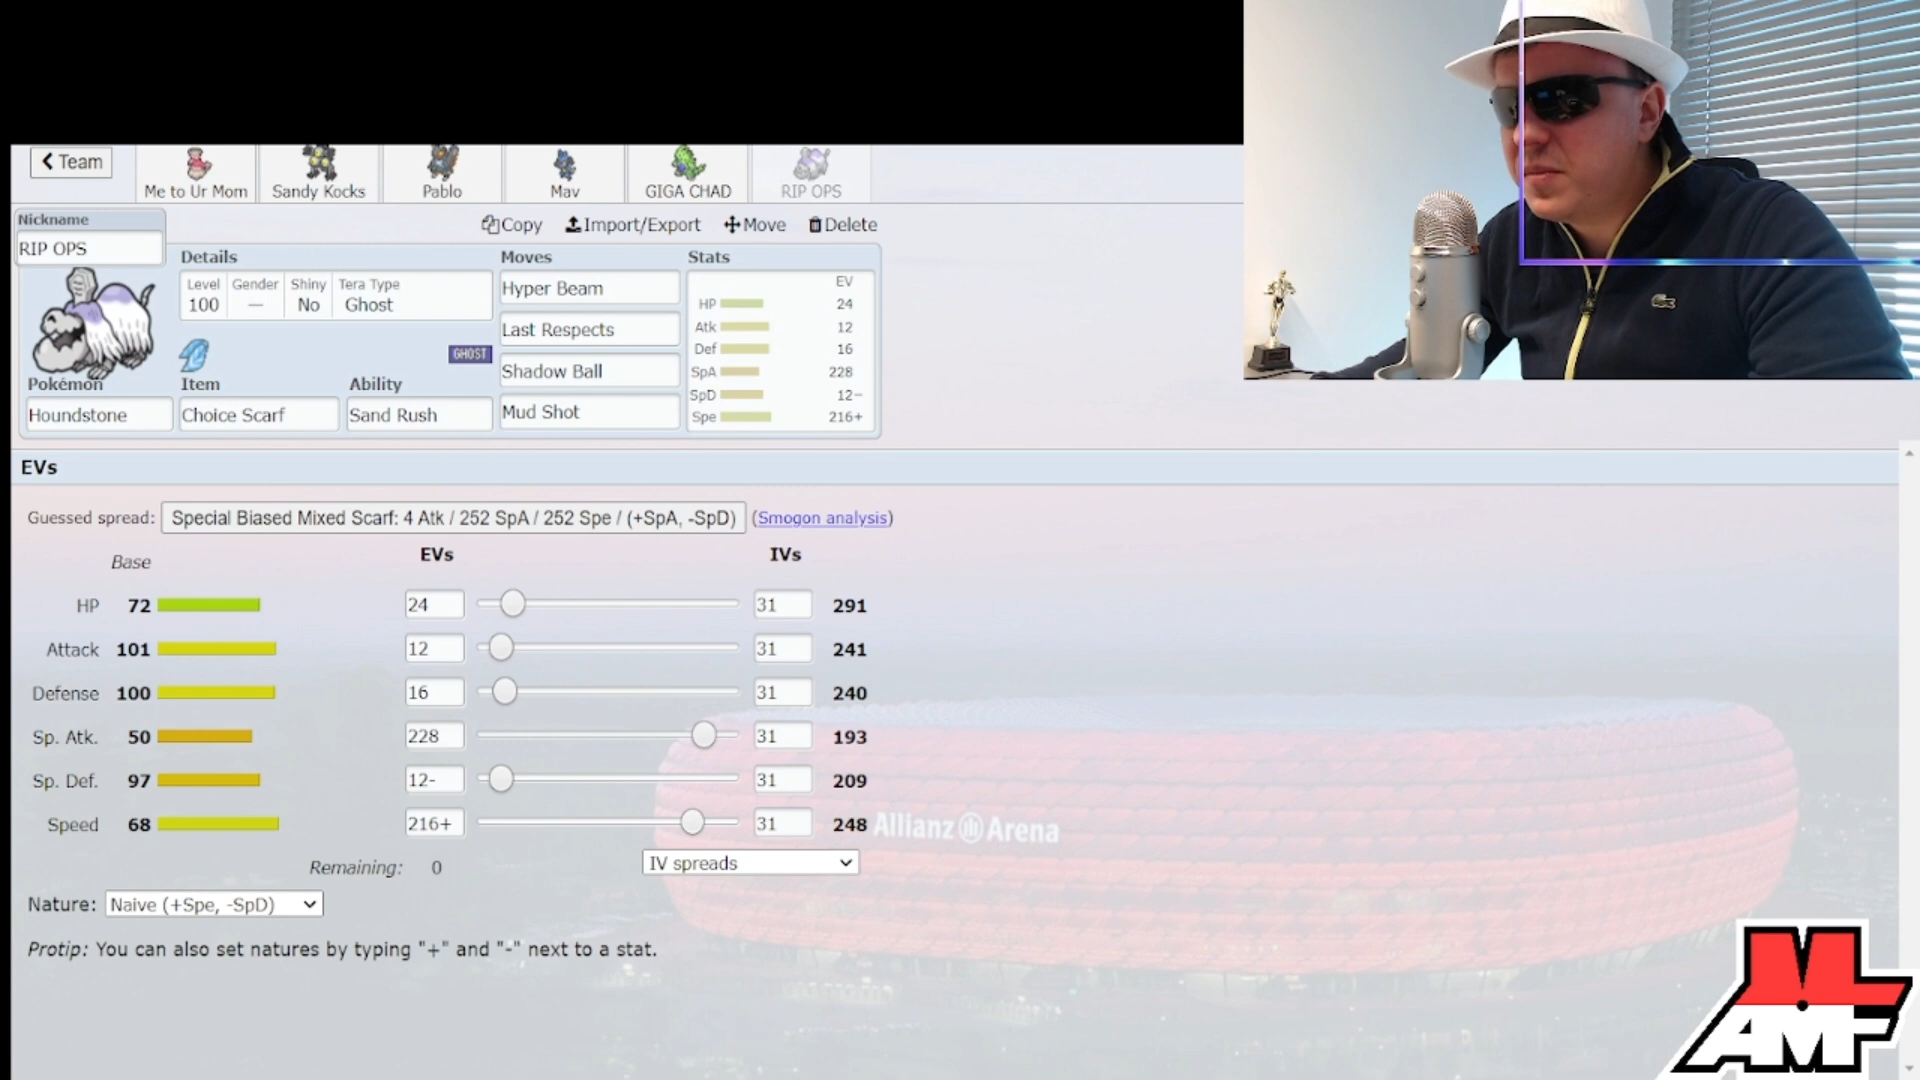 Team
Me to Ur Mom
Sandy Kocks
Pablo
Mav
GIGA CHAD
RIP OPS
Nickname
RIP OPS
Copy
Import/Export
Move
Delete
Details
Moves
Stats
Level
Gender
Shiny
Tera Type
100
—
No
Ghost
GHOST
Pokémon
Item
Ability
Houndstone
Choice Scarf
Sand Rush
Hyper Beam
Last Respects
Shadow Ball
Mud Shot
EV
HP 24
Atk 12
Def 16
SpA 228
SpD 12−
Spe 216+
EVs
Guessed spread: Special Biased Mixed Scarf: 4 Atk / 252 SpA / 252 Spe / (+SpA, -SpD) (Smogon analysis)
Base EVs IVs
HP 72 24 31 291
Attack 101 12 31 241
Defense 100 16 31 240
Sp. Atk. 50 228 31 193
Sp. Def. 97 12- 31 209
Speed 68 216+ 31 248
Allianz Arena
Remaining: 0
IV spreads
Nature: Naive (+Spe, -SpD)
Protip: You can also set natures by typing "+" and "-" next to a stat.
M
AMF